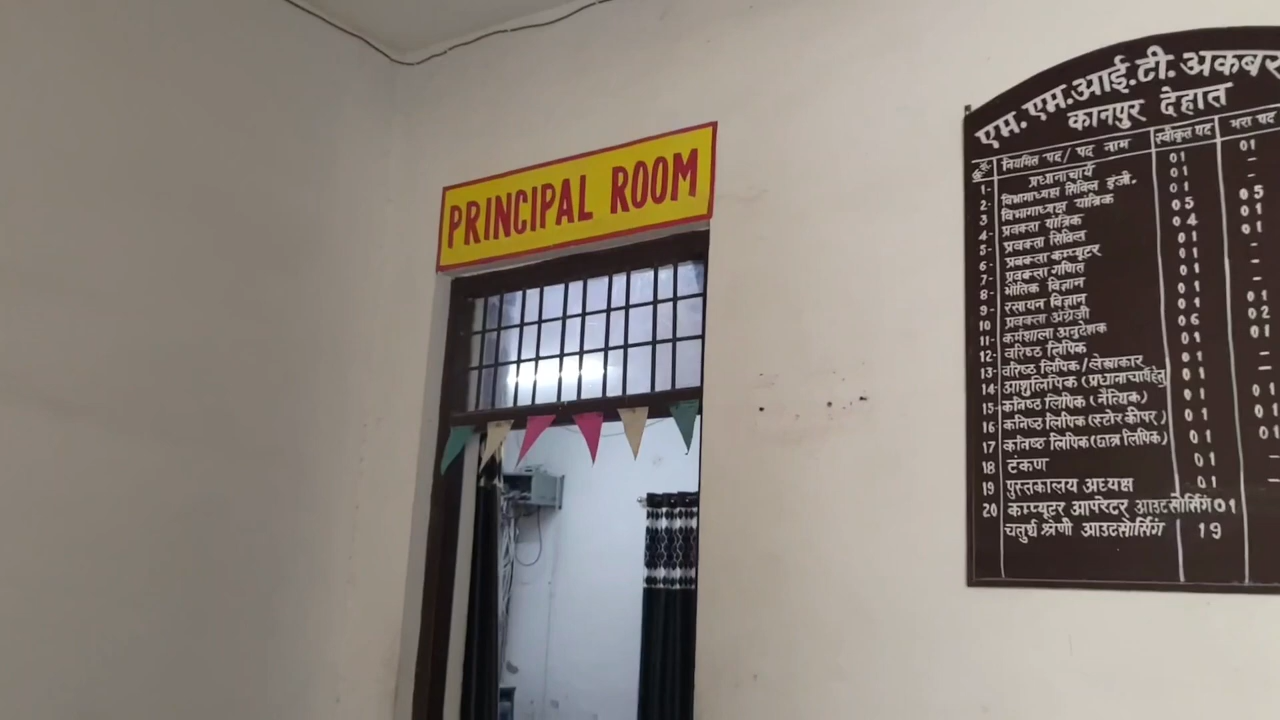 PRINCIPAL ROOM
एम.एम.आई.टी.
कानपुर देहात
क्र.सं. नियमित पद/पद नाम स्वीकृत पद भरा पद
1- प्रधानाचार्य 01 01
2- विभागाध्यक्ष सिविल इंजी. 01 -
3 विभागाध्यक्ष यांत्रिक 01 -
4- प्रवक्ता यांत्रिक 05 05
5- प्रवक्ता सिविल 04 01
6- प्रवक्ता कम्प्यूटर 01 01
7- प्रवक्ता गणित 01 -
8- भौतिक विज्ञान 01 -
9- रसायन विज्ञान 01 -
10 प्रवक्ता अंग्रेजी 01 01
11- कर्मशाला अनुदेशक 06 02
12- वरिष्ठ लिपिक 01 01
13- वरिष्ठ लिपिक/लेखाकार 01 -
14- आशुलिपिक (प्रधानाचार्य हेतु 01 -
15- कनिष्ठ लिपिक (नैत्यिक) 01 01
16- कनिष्ठ लिपिक (स्टोर कीपर) 01 01
17 कनिष्ठ लिपिक (छात्र लिपिक) 01 01
18 टंकण 01 -
19 पुस्तकालय अध्यक्ष 01 -
20 कम्प्यूटर आपरेटर आउटसोर्सिंग 01
चतुर्थ श्रेणी आउटसोर्सिंग 19